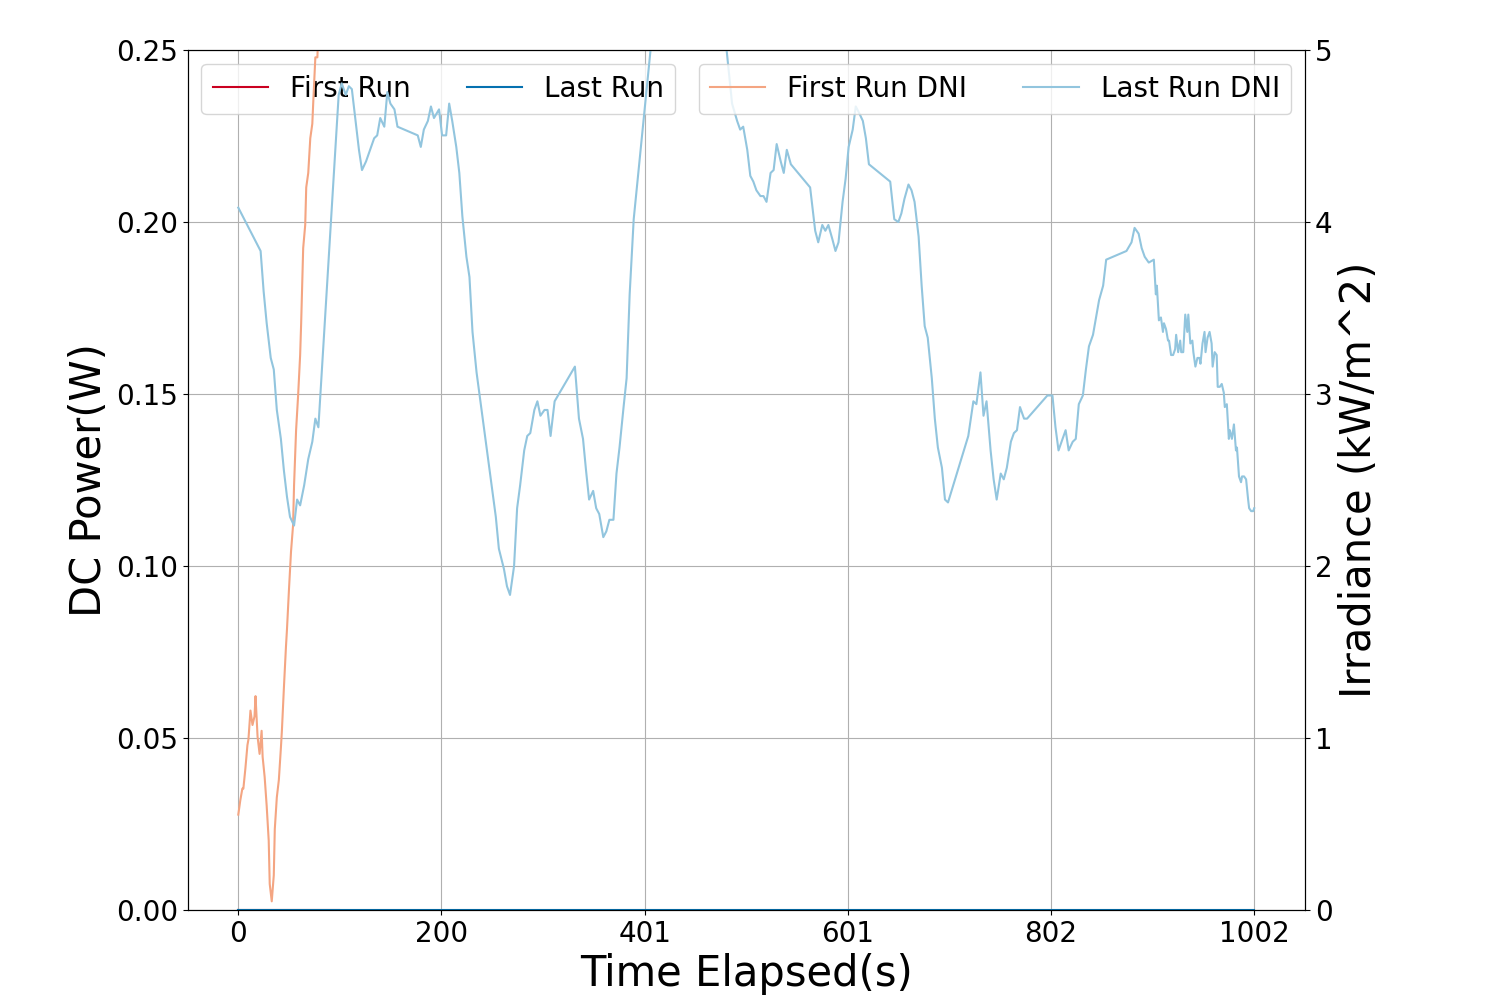 First Run
Last Run
First Run DNI
Last Run DNI
0.25
0.20
0.15
0.10
0.05
0.00
DC Power(W)
5
4
3
2
1
0
Irradiance (kW/m^2)
0 200 401 601 802 1002
Time Elapsed(s)